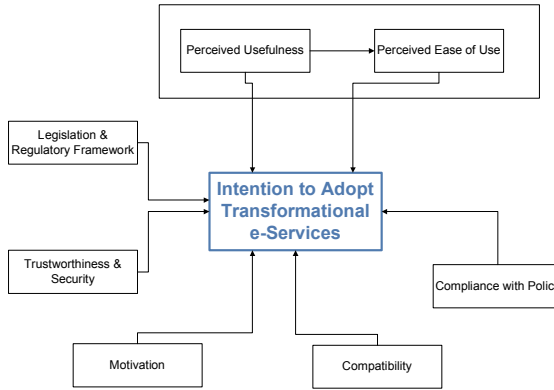 Perceived Usefulness
Perceived Ease of Use
Legislation &
Regulatory Framework
Intention to Adopt
Transformational
e-Services
Trustworthiness &
Security
Compliance with Polic
Motivation
Compatibility